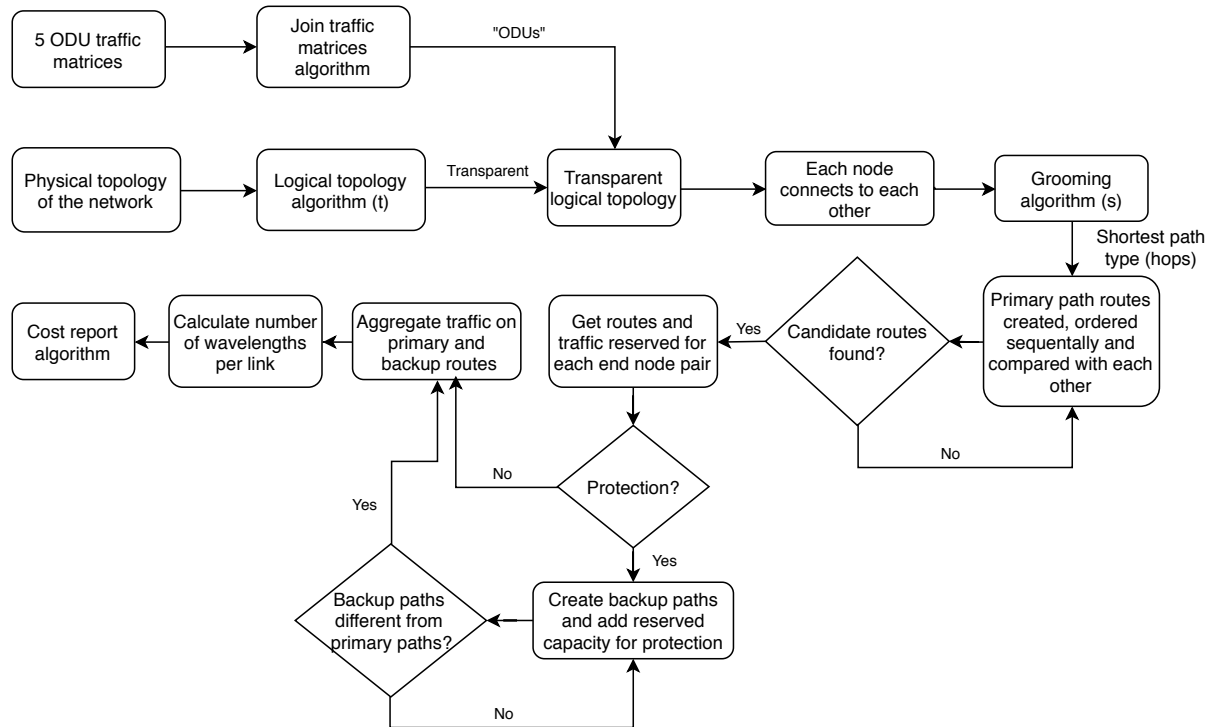 5 ODU traffic
matrices
Join traffic
matrices
algorithm
"ODUs"
Physical topology
of the network
Logical topology
algorithm (t)
Transparent
Transparent
logical topology
Each node
connects to each
other
Grooming
algorithm (s)
Shortest path
type (hops)
Primary path routes
created, ordered
sequentially and
compared with each
other
Candidate routes
found?
No
Yes
Get routes and
traffic reserved for
each end node pair
Aggregate traffic on
primary and
backup routes
Calculate number
of wavelengths
per link
Cost report
algorithm
Protection?
No
Yes
Create backup paths
and add reserved
capacity for protection
Backup paths
different from
primary paths?
Yes
No